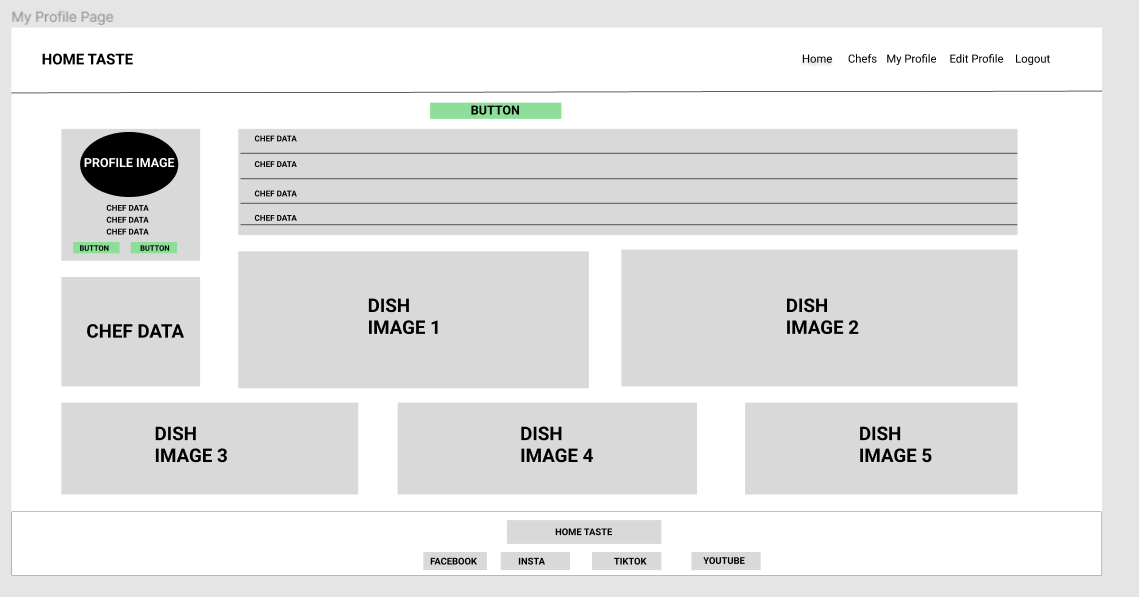 My Profile Page
HOME TASTE
Home Chefs My Profile Edit Profile Logout
BUTTON
PROFILE IMAGE
CHEF DATA
CHEF DATA
CHEF DATA
BUTTON BUTTON
CHEF DATA
CHEF DATA
CHEF DATA
CHEF DATA
CHEF DATA
DISH
IMAGE 1
DISH
IMAGE 2
DISH
IMAGE 3
DISH
IMAGE 4
DISH
IMAGE 5
HOME TASTE
FACEBOOK INSTA TIKTOK YOUTUBE